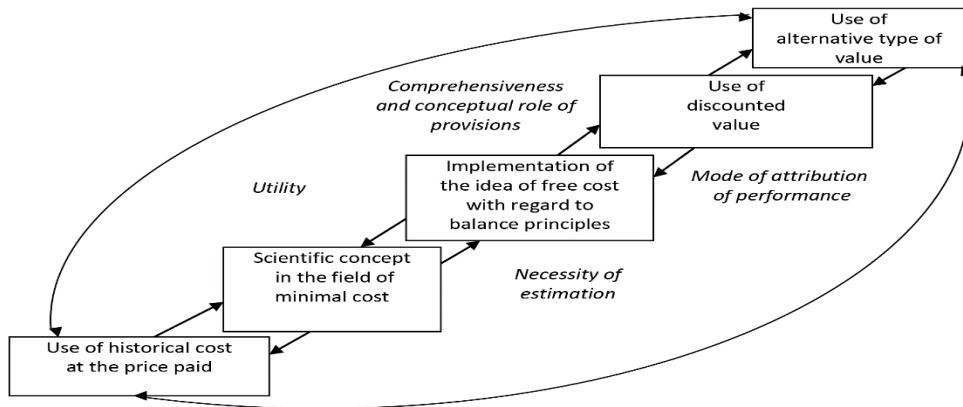 Use of
alternative type of
value
Comprehensiveness
and conceptual role of
provisions
Use of
discounted
value
Utility
Implementation of
the idea of free cost
with regard to
balance principles
Mode of attribution
of performance
Scientific concept
in the field of
minimal cost
Necessity of
estimation
Use of historical cost
at the price paid